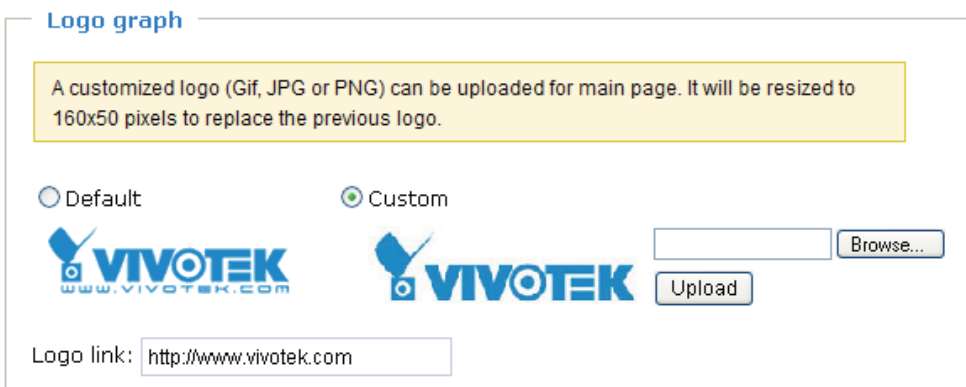 Logo graph
A customized logo (Gif, JPG or PNG) can be uploaded for main page. It will be resized to
160x50 pixels to replace the previous logo.
Default
Custom
VIVOTEK
www.vivotek.com
VIVOTEK
Browse...
Upload
Logo link: http://www.vivotek.com